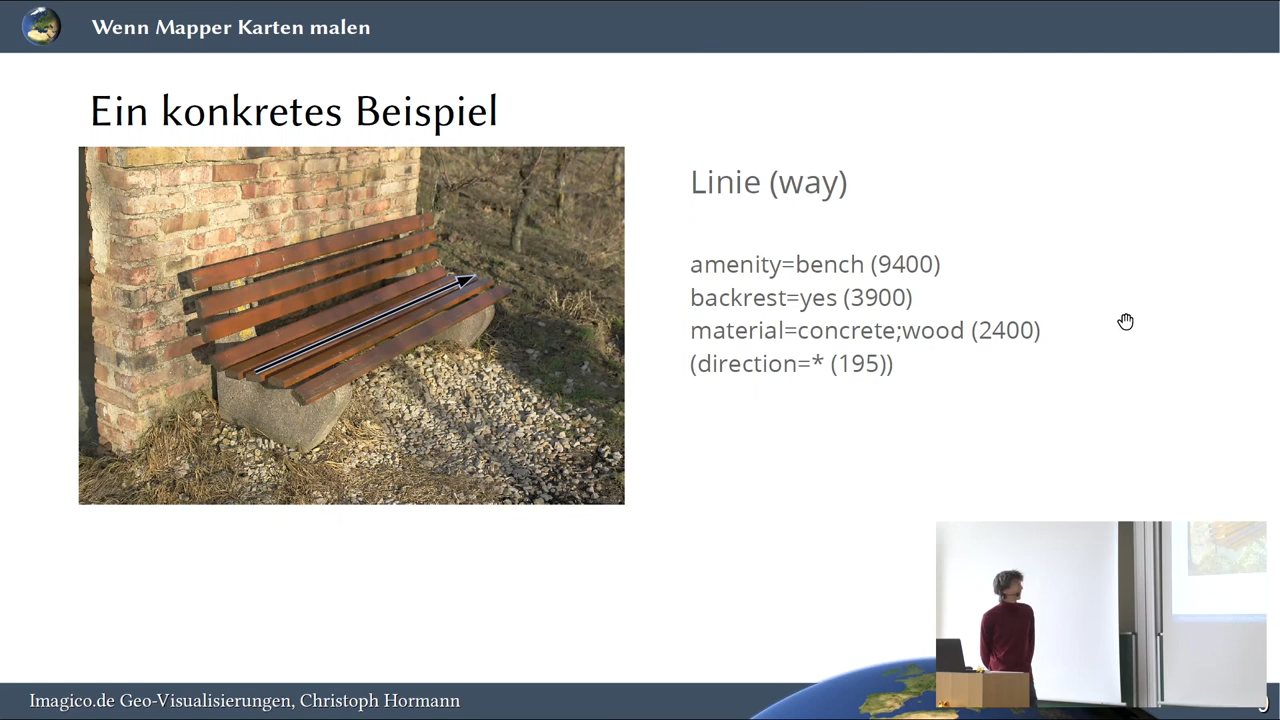 Wenn Mapper Karten malen
Ein konkretes Beispiel
Linie (way)
amenity=bench (9400)
backrest=yes (3900)
material=concrete;wood (2400)
(direction=* (195))
Imagico.de Geo-Visualisierungen, Christoph Hormann